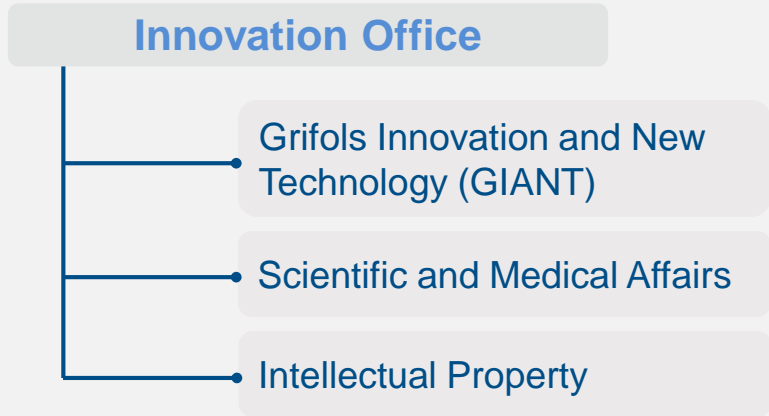 Innovation Office
Grifols Innovation and New
Technology (GIANT)
Scientific and Medical Affairs
Intellectual Property